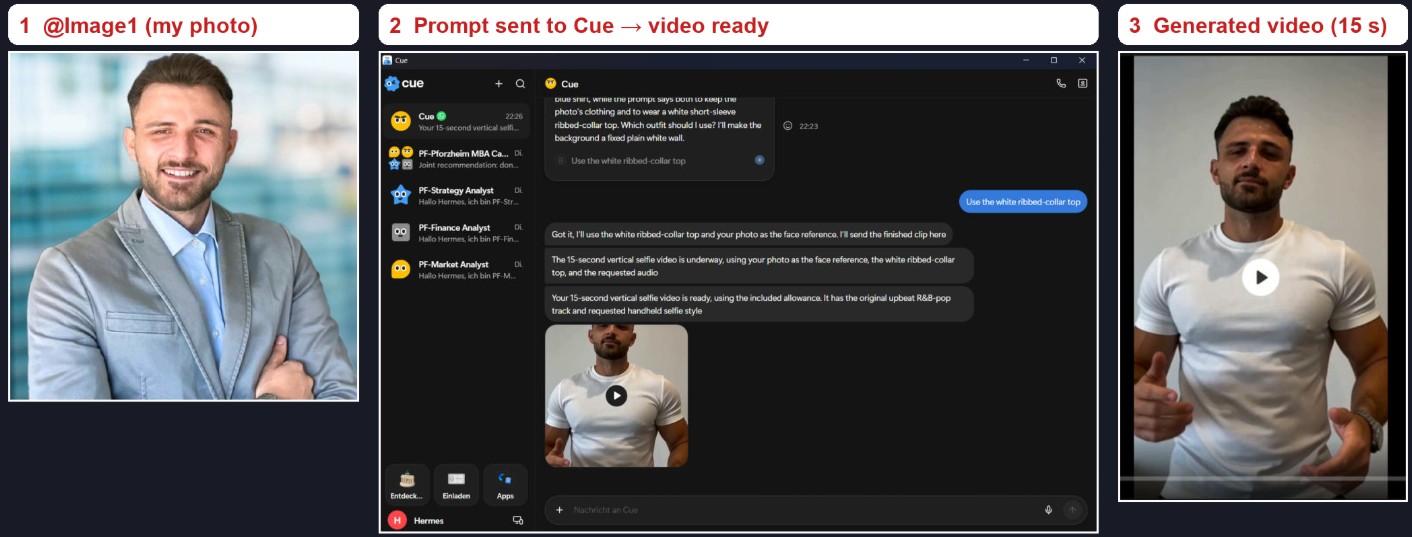 1 @Image1 (my photo)
2 Prompt sent to Cue → video ready
3 Generated video (15 s)
Cue
cue
Cue
22:26
Your 15-second vertical selfi...
PF-Pforzheim MBA Ca...
Di.
Joint recommendation: don...
PF-Strategy Analyst
Di.
Hallo Hermes, ich bin PF-Str...
PF-Finance Analyst
Di.
Hallo Hermes, ich bin PF-Fin...
PF-Market Analyst
Di.
Hallo Hermes, ich bin PF-M...
Entdeck...
Einladen
Apps
H
Hermes
Cue
blue shirt, while the prompt says both to keep the
photo's clothing and to wear a white short-sleeve
ribbed-collar top. Which outfit should I use? I'll make the
background a fixed plain white wall.
Use the white ribbed-collar top
22:23
Use the white ribbed-collar top
Got it, I'll use the white ribbed-collar top and your photo as the face reference. I'll send the finished clip here
The 15-second vertical selfie video is underway, using your photo as the face reference, the white ribbed-collar
top, and the requested audio
Your 15-second vertical selfie video is ready, using the included allowance. It has the original upbeat R&B-pop
track and requested handheld selfie style
Nachricht an Cue